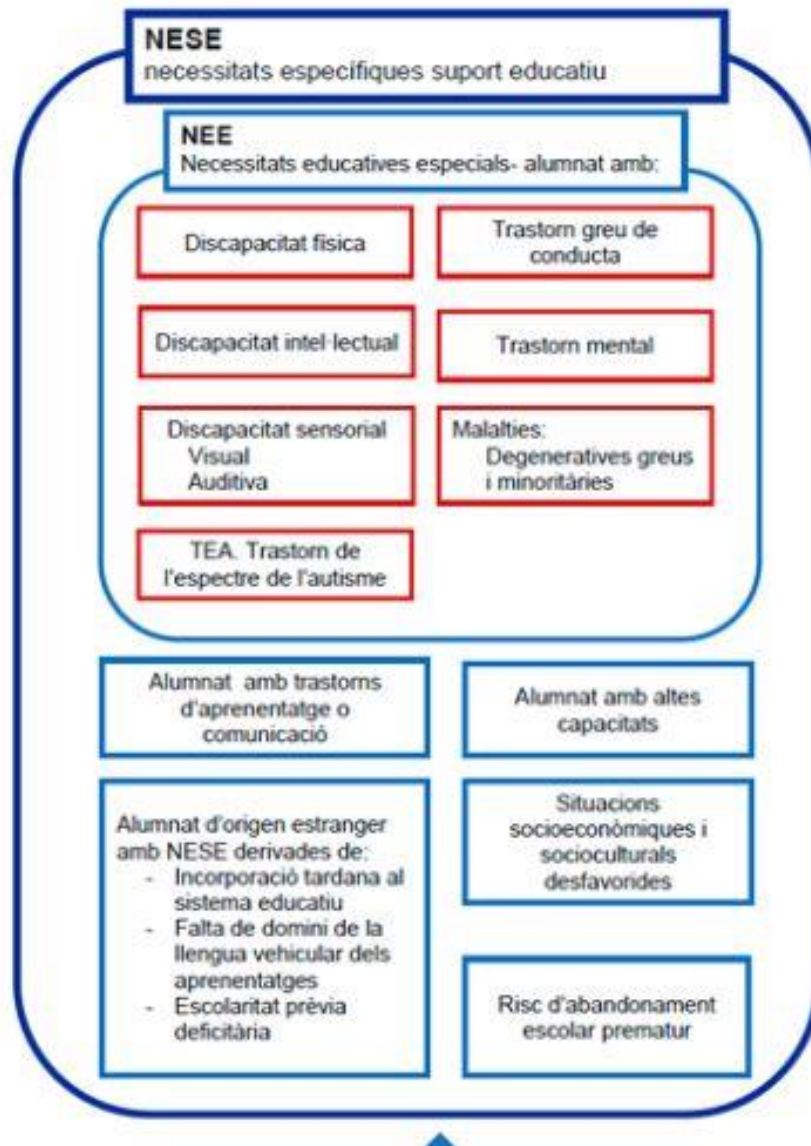 NESE
necessitats específiques suport educatiu
NEE
Necessitats educatives especials- alumnat amb:
Discapacitat física
Trastorn greu de
conducta
Discapacitat intel·lectual
Trastorn mental
Discapacitat sensorial
Visual
Auditiva
Malalties:
Degeneratives greus
i minoritàries
TEA. Trastorn de
l'espectre de l'autisme
Alumnat amb trastorns
d'aprenentatge o
comunicació
Alumnat amb altes
capacitats
Alumnat d'origen estranger
amb NESE derivades de:
- Incorporació tardana al
sistema educatiu
- Falta de domini de la
llengua vehicular dels
aprenentatges
- Escolaritat prèvia
deficitària
Situacions
socioeconòmiques i
socioculturals
desfavorides
Risc d'abandonament
escolar prematur